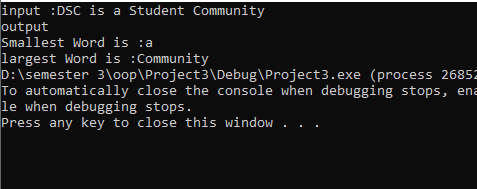 input :DSC is a Student Community
output
Smallest Word is :a
largest Word is :Community
D:\semester 3\oop\Project3\Debug\Project3.exe (process 26852
To automatically close the console when debugging stops, ena
le when debugging stops.
Press any key to close this window . . .